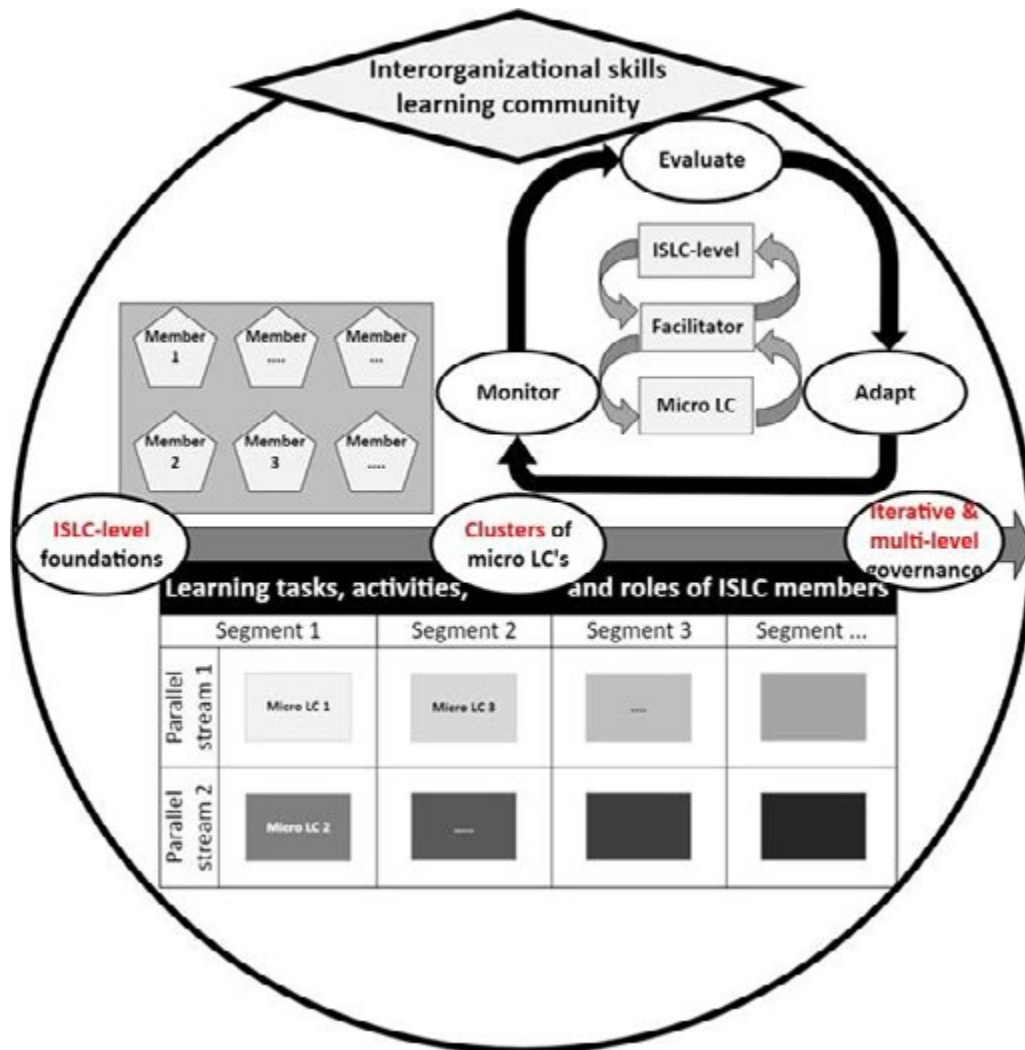 Interorganizational skills
learning community
Evaluate
ISLC-level
Facilitator
Micro LC
Monitor
Adapt
Member
1
Member
....
Member
...
Member
2
Member
3
Member
....
ISLC-level
foundations
Clusters of
micro LC's
Iterative &
multi-level
governance
Learning tasks, activities, and roles of ISLC members
Segment 1
Segment 2
Segment 3
Segment ...
Parallel
stream 1
Micro LC 1
Micro LC 3
....
Parallel
stream 2
Micro LC 2
.....